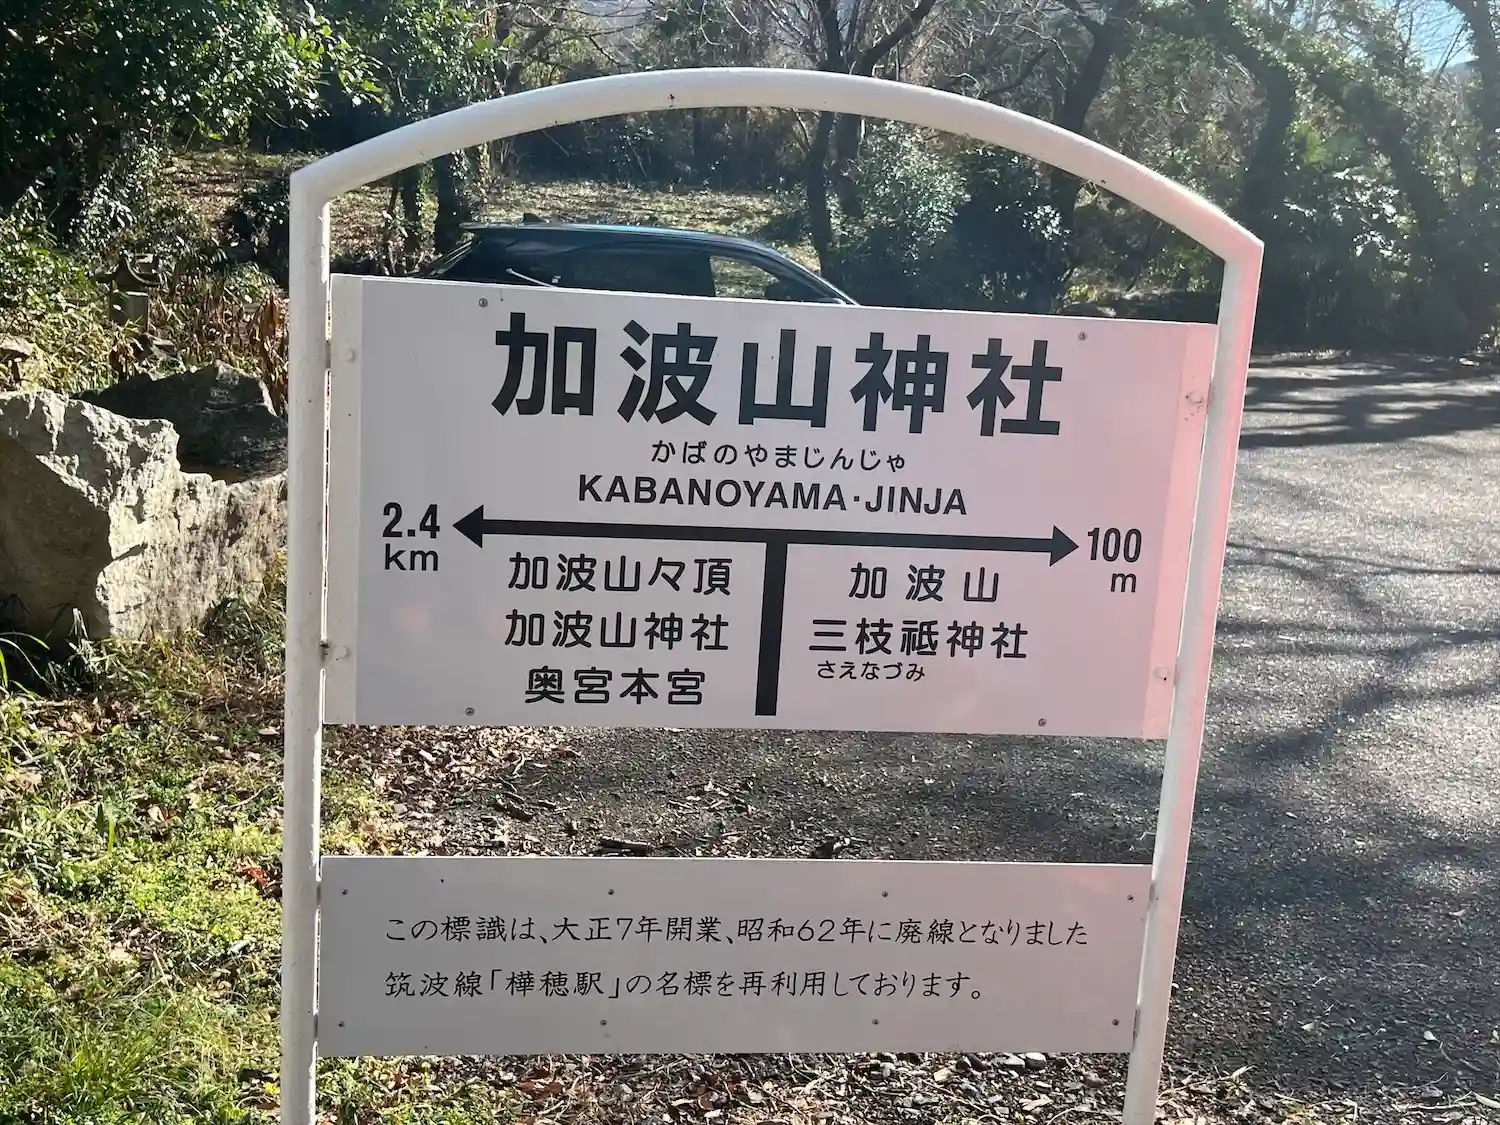 加波山神社
かばのやまじんじゃ
KABANOYAMA・JINJA
2.4
km
100
m
加波山々頂
加波山神社
奥宮本宮
加波山
三枝祗神社
さえなづみ
この標識は、大正7年開業、昭和62年に廃線となりました
筑波線「樺穂駅」の名標を再利用しております。